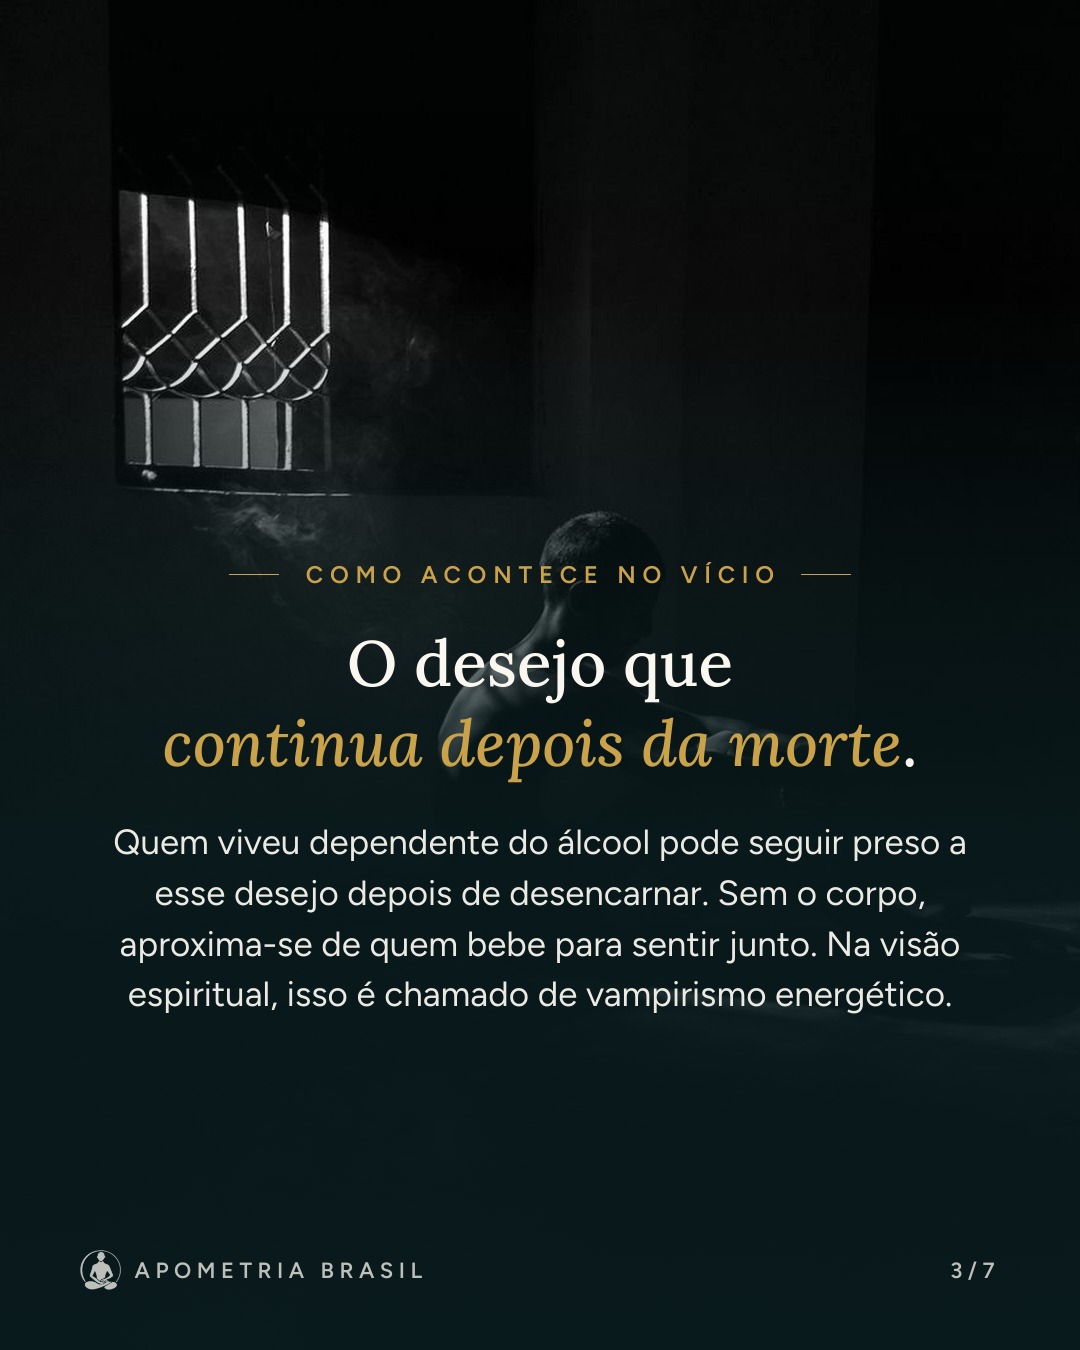 COMO ACONTECE NO VÍCIO
O desejo que
continua depois da morte.
Quem viveu dependente do álcool pode seguir preso a
esse desejo depois de desencarnar. Sem o corpo,
aproxima-se de quem bebe para sentir junto. Na visão
espiritual, isso é chamado de vampirismo energético.
APOMETRIA BRASIL
3/7